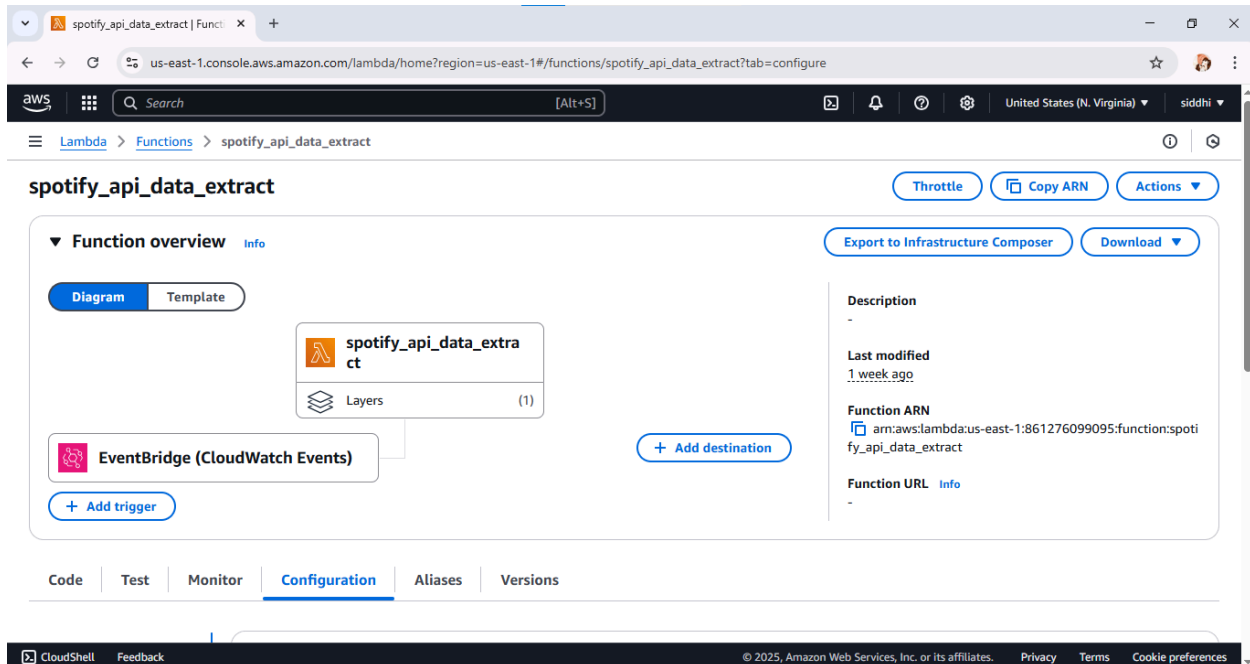 spotify_api_data_extract | Functi
us-east-1.console.aws.amazon.com/lambda/home?region=us-east-1#/functions/spotify_api_data_extract?tab=configure
aws Search [Alt+S] United States (N. Virginia) siddhi
Lambda > Functions > spotify_api_data_extract
spotify_api_data_extract
Throttle Copy ARN Actions
Function overview Info
Export to Infrastructure Composer Download
Diagram Template
spotify_api_data_extra
ct
Layers (1)
EventBridge (CloudWatch Events)
+ Add trigger
+ Add destination
Description
-
Last modified
1 week ago
Function ARN
arn:aws:lambda:us-east-1:861276099095:function:spoti
fy_api_data_extract
Function URL Info
-
Code Test Monitor Configuration Aliases Versions
CloudShell Feedback © 2025, Amazon Web Services, Inc. or its affiliates. Privacy Terms Cookie preferences